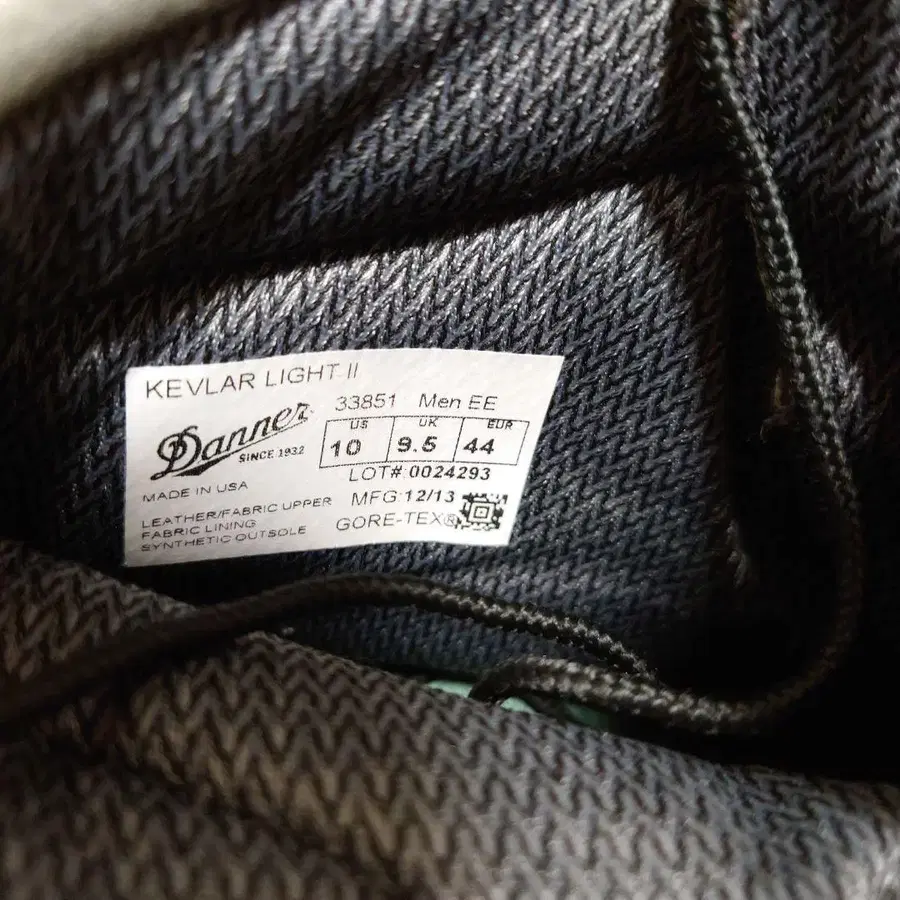 KEVLAR LIGHT II
33851 Men EE
Danner
SINCE 1932
US UK EUR
10 9.5 44
LOT# 0024293
MADE IN USA
MFG 12/13
LEATHER/FABRIC UPPER
FABRIC LINING
SYNTHETIC OUTSOLE
GORE-TEX®